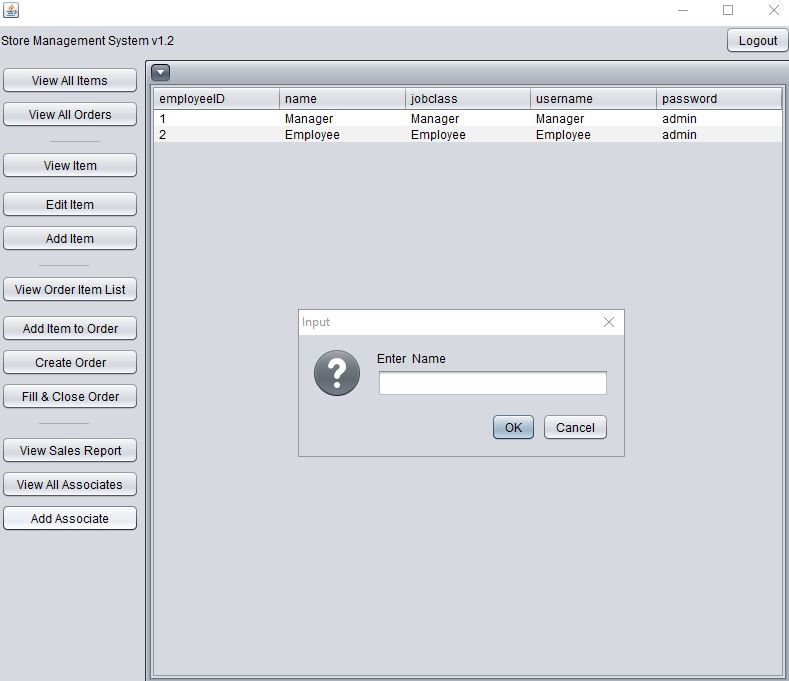 Store Management System v1.2
Logout
View All Items
View All Orders
View Item
Edit Item
Add Item
View Order Item List
Add Item to Order
Create Order
Fill & Close Order
View Sales Report
View All Associates
Add Associate
employeeID name jobclass username password
1 Manager Manager Manager admin
2 Employee Employee Employee admin
Input
?
Enter Name
OK Cancel